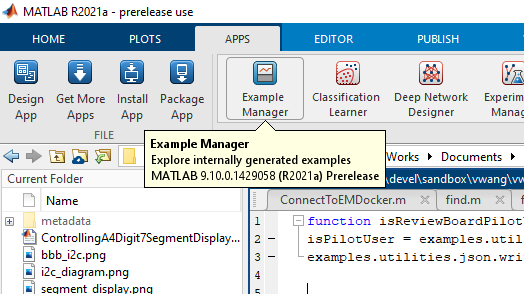 MATLAB R2021a - prerelease use
HOME PLOTS APPS EDITOR PUBLISH
Design App
Get More Apps
Install App
Package App
Example Manager
Classification Learner
Deep Network Designer
FILE
Example Manager
Explore internally generated examples
MATLAB 9.10.0.1429058 (R2021a) Prerelease
Works Documents
Current Folder
\devel\sandbox\vwang\vw
Name
metadata
ControllingA4Digit7SegmentDisplay...
bbb_i2c.png
i2c_diagram.png
segment_display.png
ConnectToEMDocker.m find.m
1 function isReviewBoardPilot
2 isPilotUser = examples.util
3 examples.utilities.json.wri
4
5